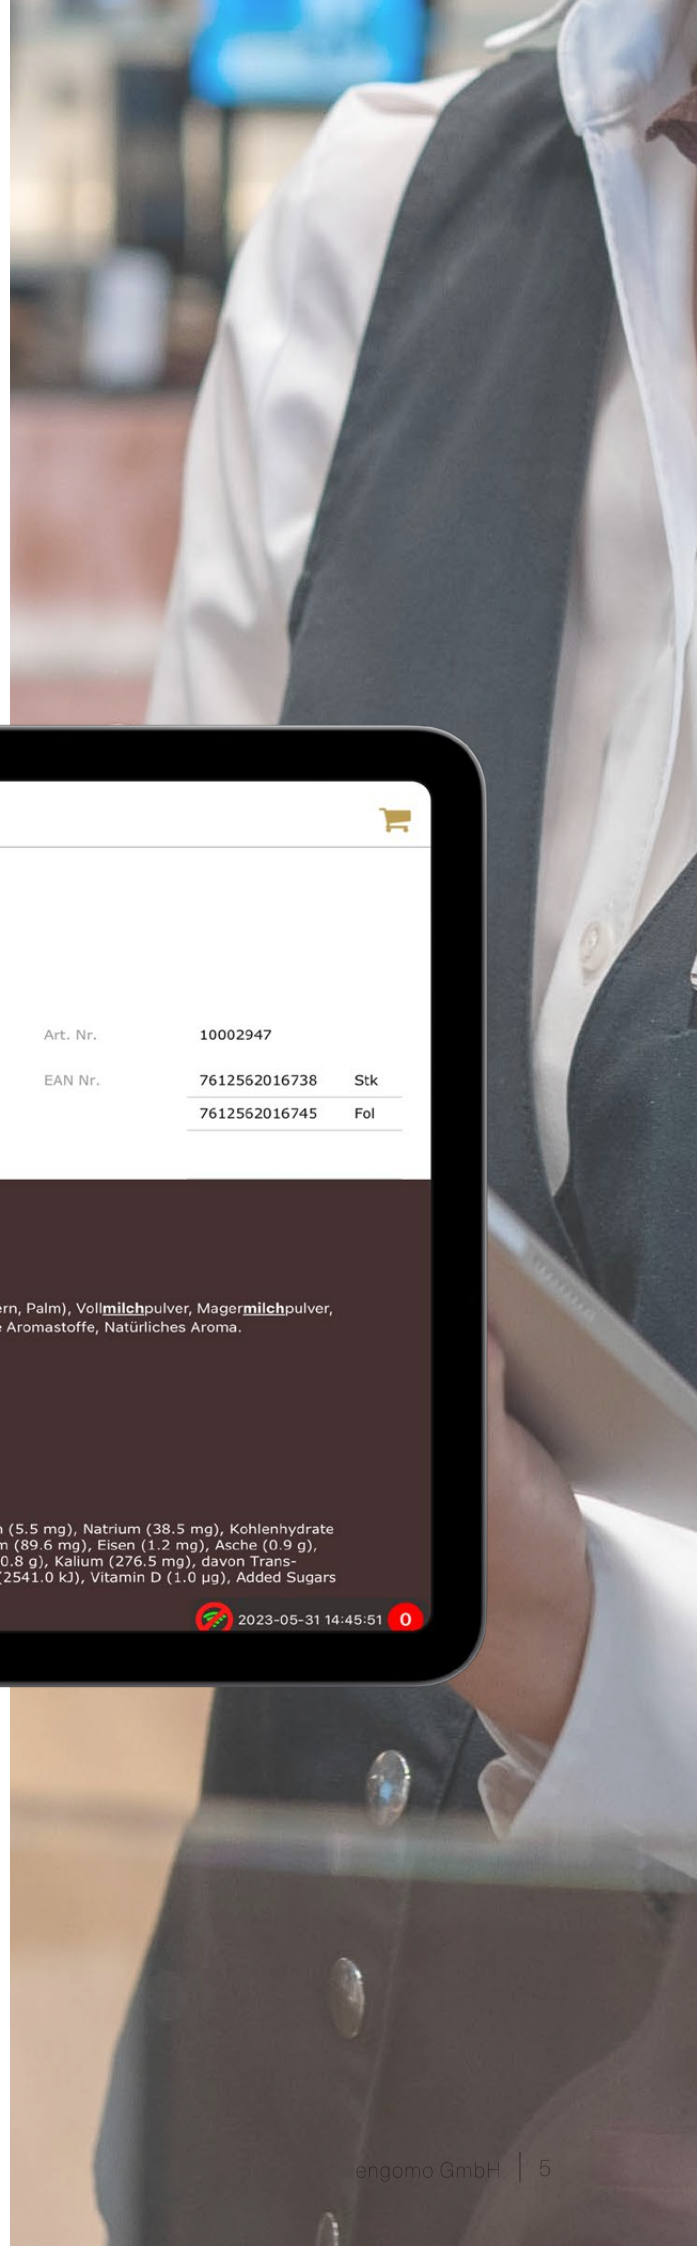 Art. Nr. 10002947
EAN Nr. 7612562016738 Stk
7612562016745 Fol
ern, Palm), Vollmilchpulver, Magermilchpulver,
e Aromastoffe, Natürliches Aroma.
n (5.5 mg), Natrium (38.5 mg), Kohlenhydrate
m (89.6 mg), Eisen (1.2 mg), Asche (0.9 g),
0.8 g), Kalium (276.5 mg), davon Trans-
(2541.0 kJ), Vitamin D (1.0 µg), Added Sugars
2023-05-31 14:45:51 0
engomo GmbH | 5